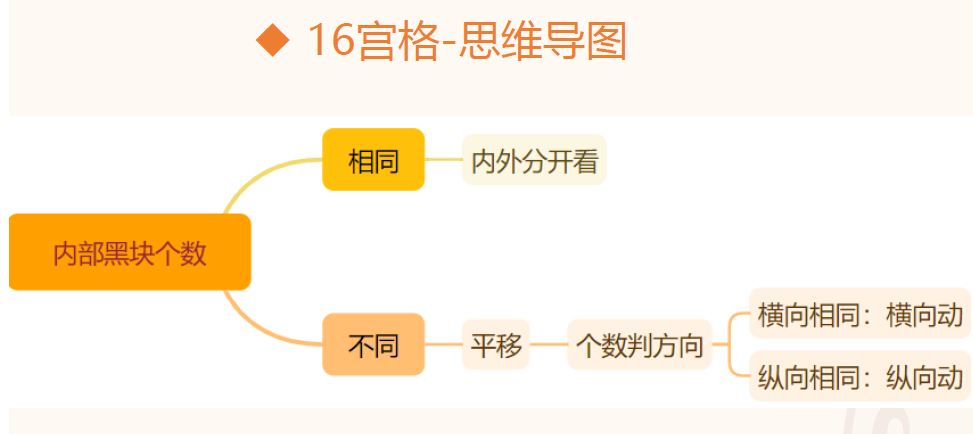 ◆ 16宫格-思维导图
相同
内外分开看
内部黑块个数
横向相同：横向动
不同
平移
个数判方向
纵向相同：纵向动